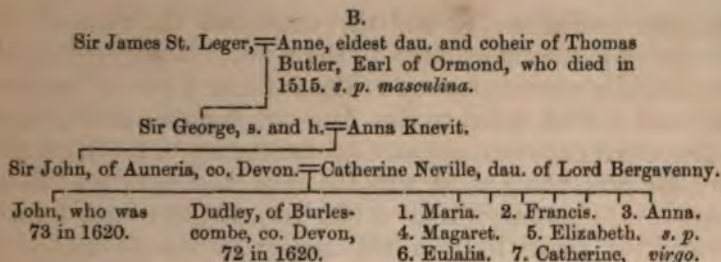 B.
Sir James St. Leger,=Anne, eldest dau. and coheir of Thomas
Butler, Earl of Ormond, who died in
1515. s. p. masculina.
Sir George, s. and h.=Anna Knevit.
Sir John, of Auneria, co. Devon.=Catherine Neville, dau. of Lord Bergavenny.
John, who was
73 in 1620.
Dudley, of Burles-
combe, co. Devon,
72 in 1620.
1. Maria. 2. Francis. 3. Anna.
4. Magaret. 5. Elizabeth. s. p.
6. Eulalia. 7. Catherine, virgo.